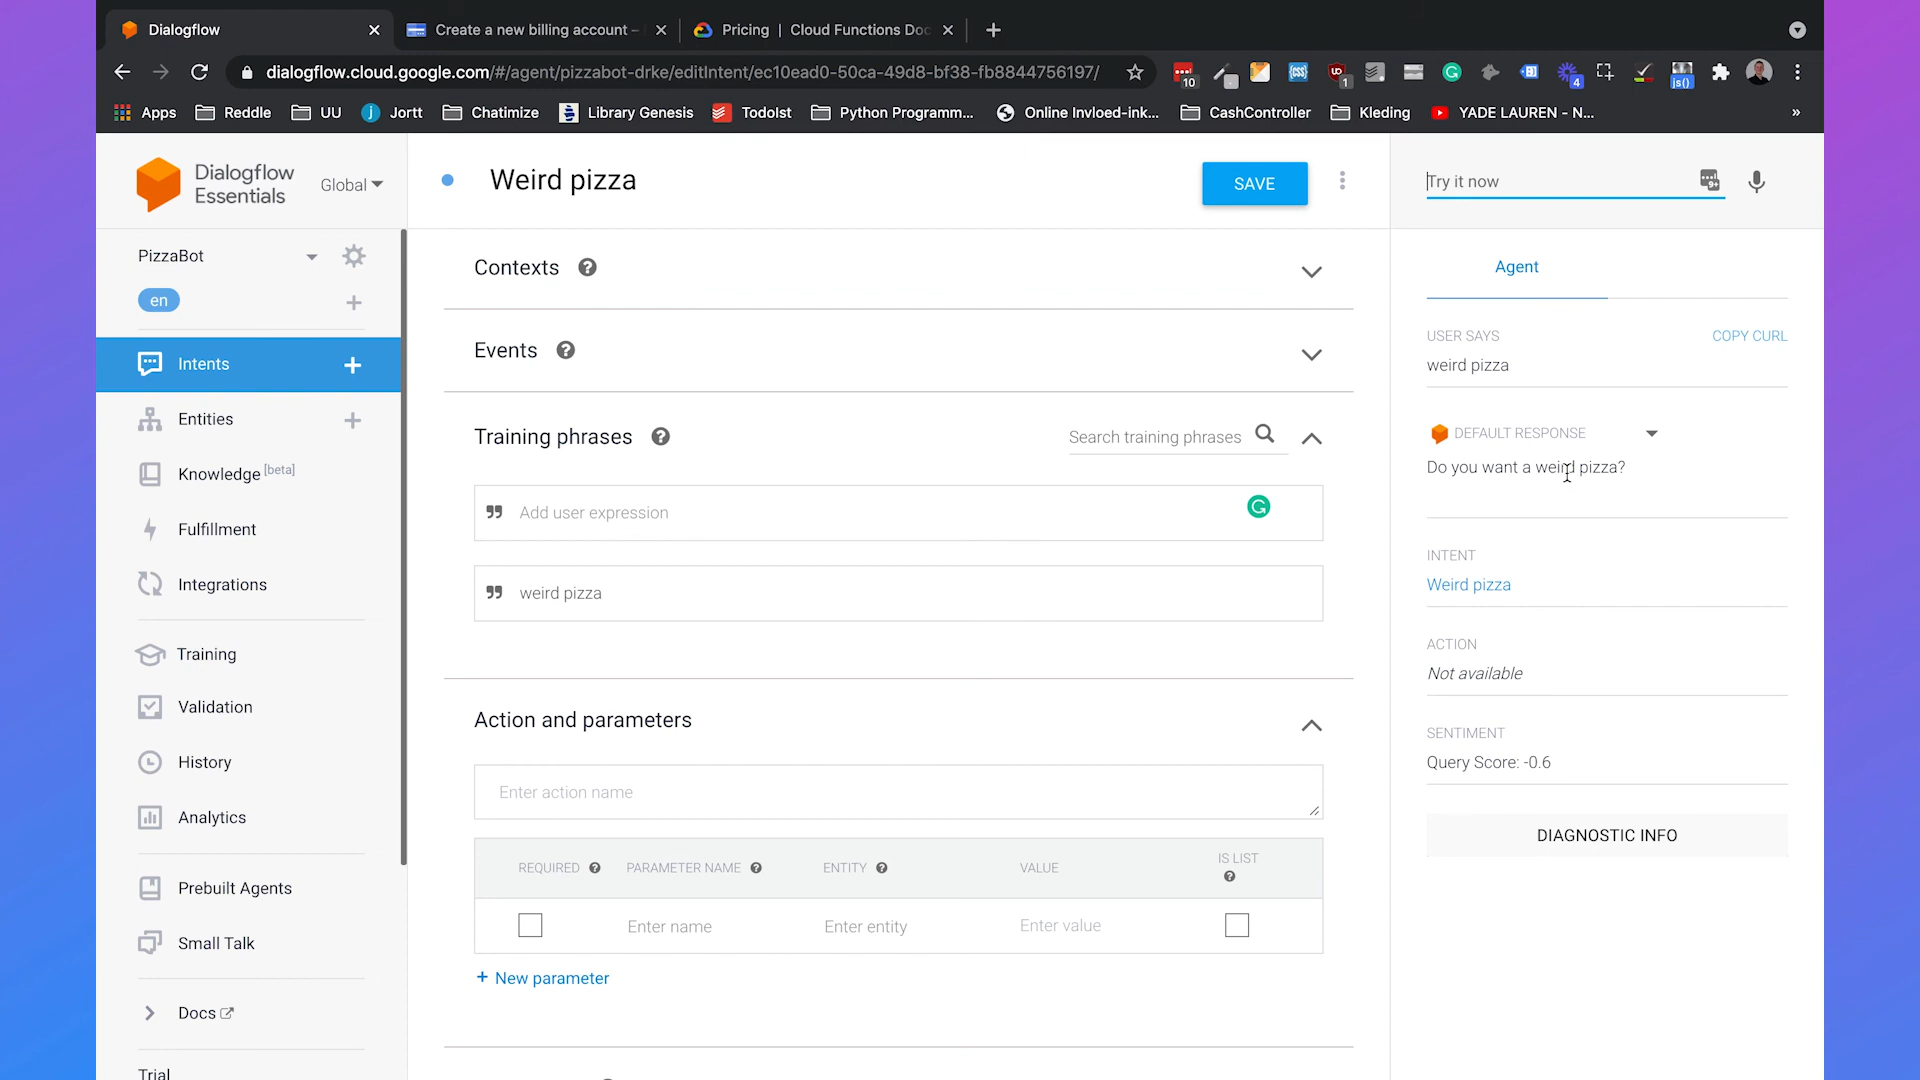 Dialogflow
Create a new billing account –
Pricing | Cloud Functions Doc
dialogflow.cloud.google.com/#/agent/pizzabot-drke/editIntent/ec10ead0-50ca-49d8-bf38-fb8844756197/
10
1
4
js()
Apps
Reddle
UU
Jortt
Chatimize
Library Genesis
TodoIst
Python Programm...
Online Invloed-ink...
CashController
Kleding
YADE LAUREN - N...
»
Dialogflow
Essentials
Global
Weird pizza
SAVE
Try it now
PizzaBot
en
Intents
Entities
Knowledge [beta]
Fulfillment
Integrations
Training
Validation
History
Analytics
Prebuilt Agents
Small Talk
Docs
Trial
Contexts
Events
Training phrases
Search training phrases
Add user expression
weird pizza
Action and parameters
Enter action name
REQUIRED
PARAMETER NAME
ENTITY
VALUE
IS LIST
Enter name
Enter entity
Enter value
+ New parameter
Agent
USER SAYS
COPY CURL
weird pizza
DEFAULT RESPONSE
Do you want a weird pizza?
INTENT
Weird pizza
ACTION
Not available
SENTIMENT
Query Score: -0.6
DIAGNOSTIC INFO